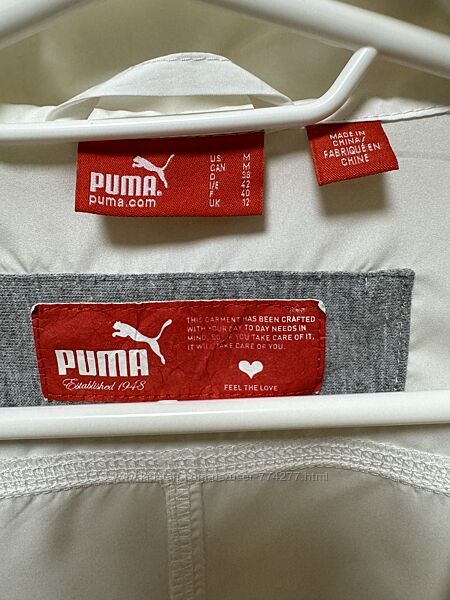 PUMA
puma.com
US M
CAN M
D 38
I/E 42
F 40
UK 12
MADE IN
CHINA/
FABRIQUÉ EN
CHINE
PUMA
Established 1948
THIS GARMENT HAS BEEN CRAFTED
WITH YOUR DAY TO DAY NEEDS IN
MIND, SO IF YOU TAKE CARE OF IT,
IT WILL TAKE CARE OF YOU.
FEEL THE LOVE